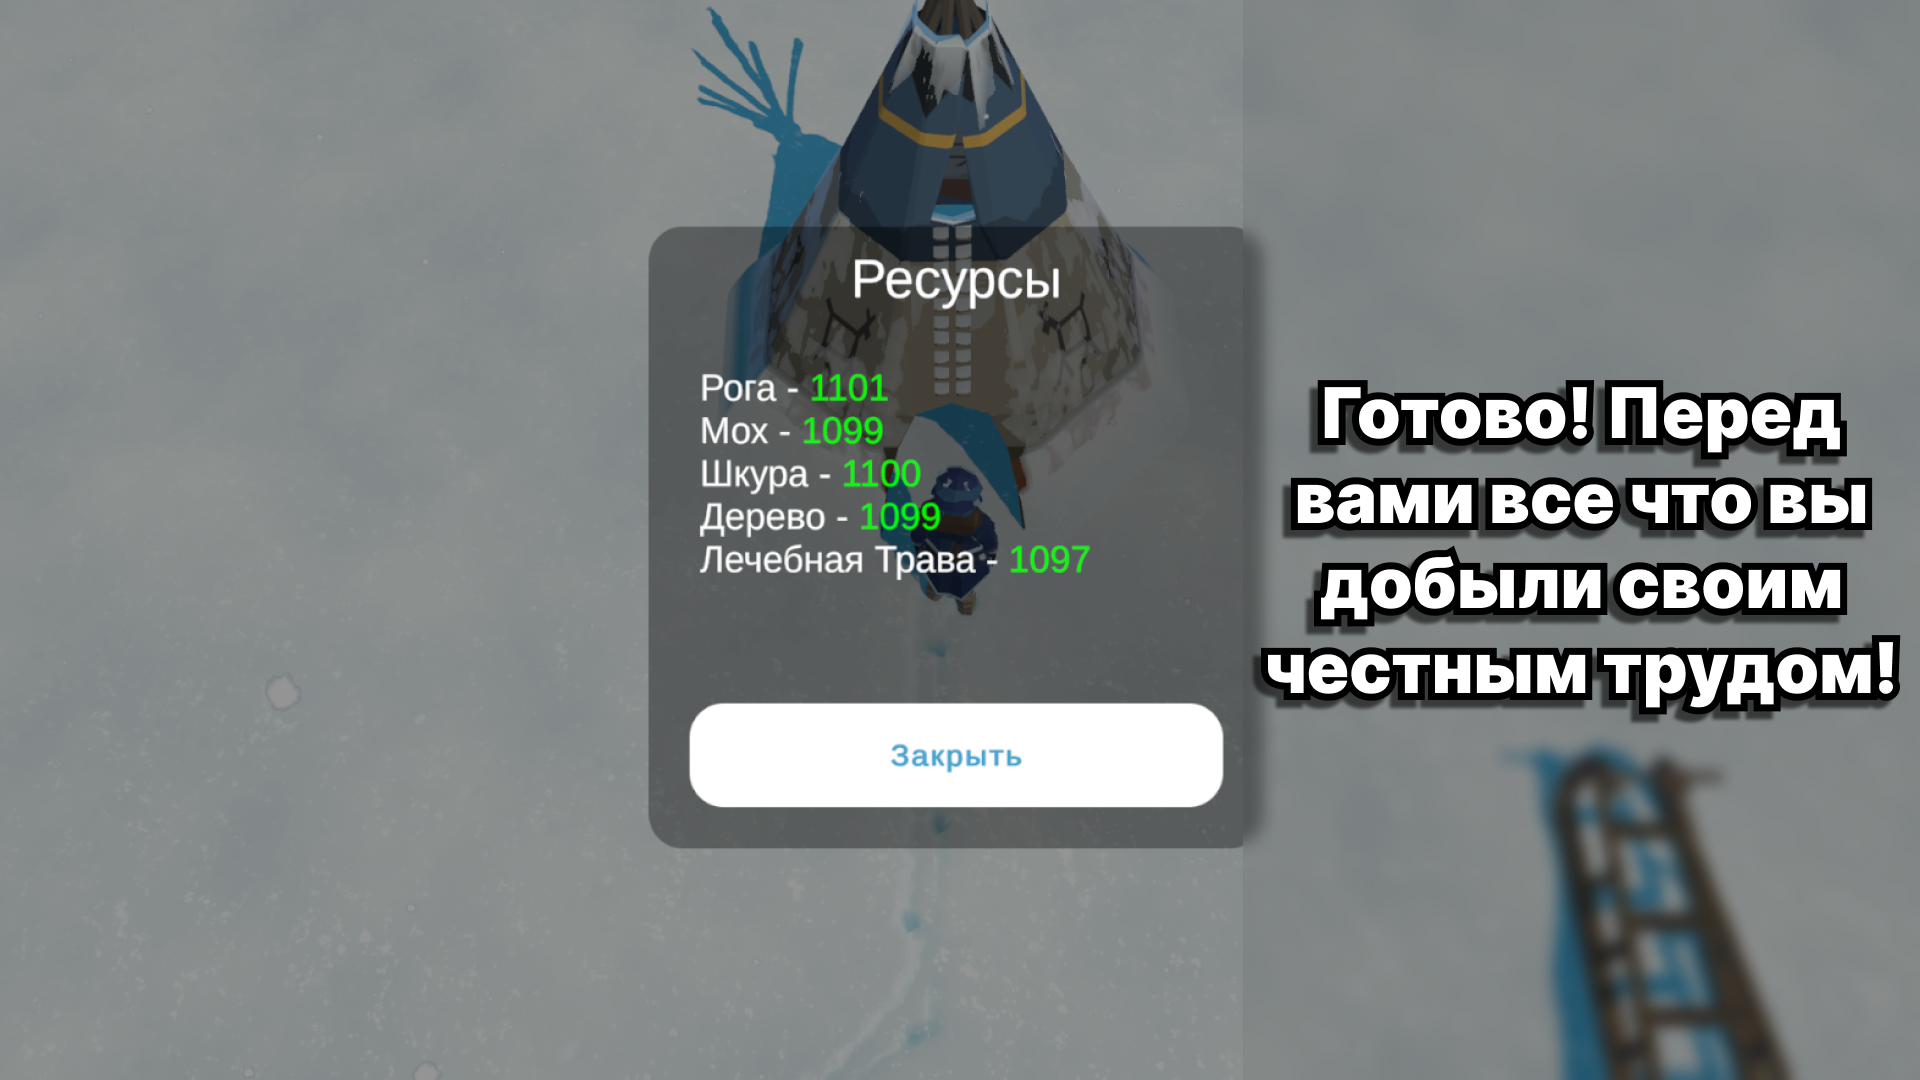 Ресурсы
Рога - 1101
Мох - 1099
Шкура - 1100
Дерево - 1099
Лечебная Трава - 1097
Закрыть
Готово! Перед
вами все что вы
добыли своим
честным трудом!